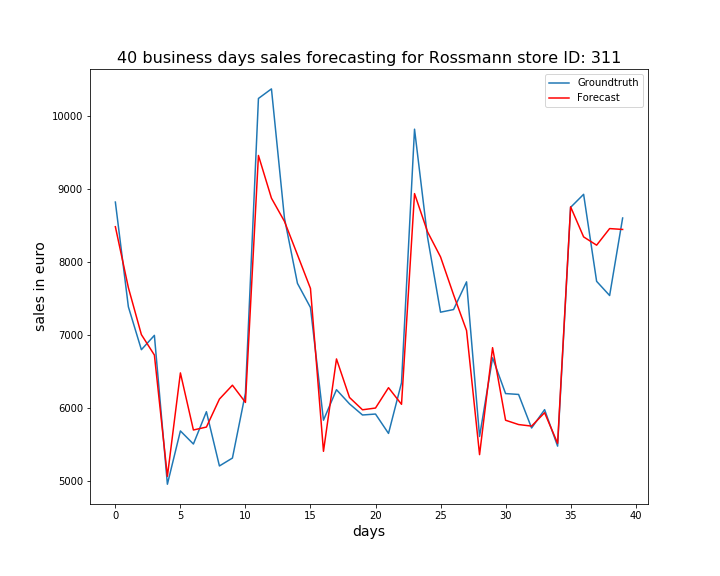 40 business days sales forecasting for Rossmann store ID: 311
Groundtruth
Forecast
10000
9000
8000
7000
6000
5000
sales in euro
0 5 10 15 20 25 30 35 40
days